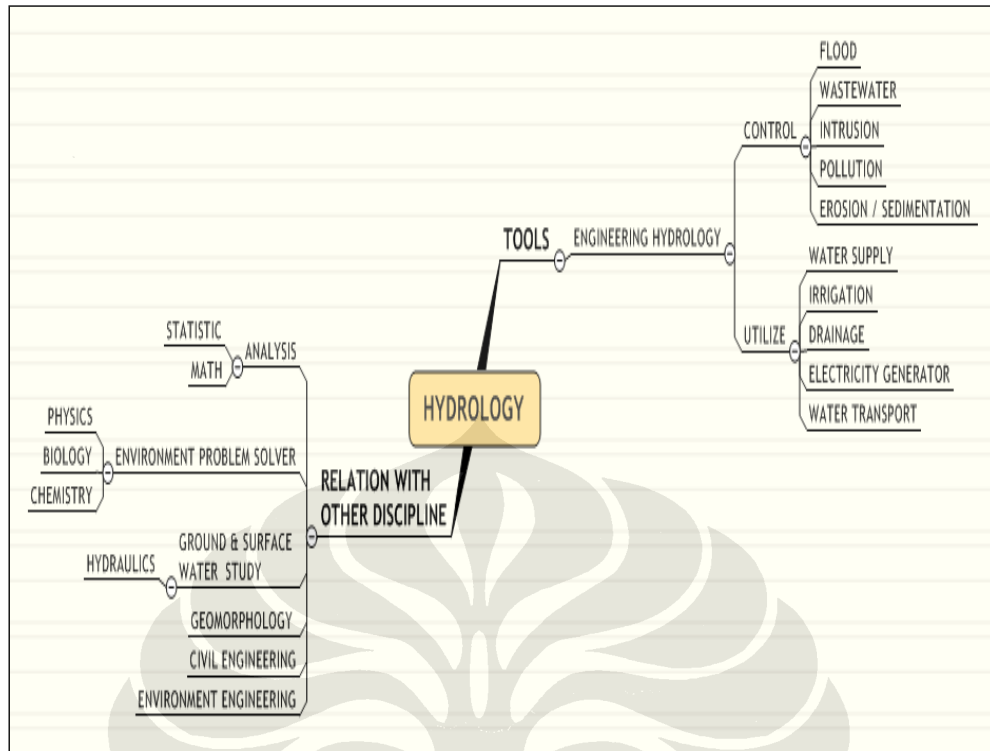 HYDROLOGY
TOOLS
ENGINEERING HYDROLOGY
CONTROL
FLOOD
WASTEWATER
INTRUSION
POLLUTION
EROSION / SEDIMENTATION
UTILIZE
WATER SUPPLY
IRRIGATION
DRAINAGE
ELECTRICITY GENERATOR
WATER TRANSPORT
RELATION WITH
OTHER DISCIPLINE
ANALYSIS
STATISTIC
MATH
ENVIRONMENT PROBLEM SOLVER
PHYSICS
BIOLOGY
CHEMISTRY
GROUND & SURFACE
WATER STUDY
HYDRAULICS
GEOMORPHOLOGY
CIVIL ENGINEERING
ENVIRONMENT ENGINEERING